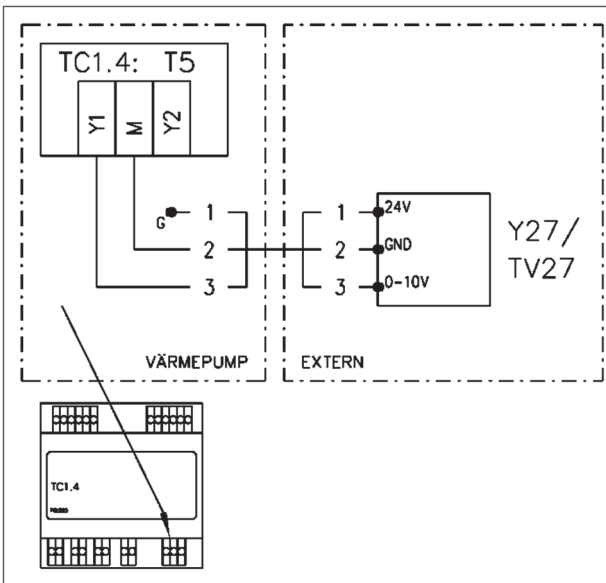 TC1.4: T5
Y1 M Y2
G 1 1 24V
2 2 GND
3 3 0-10V
Y27/
TV27
VÄRMEPUMP EXTERN
TC1.4